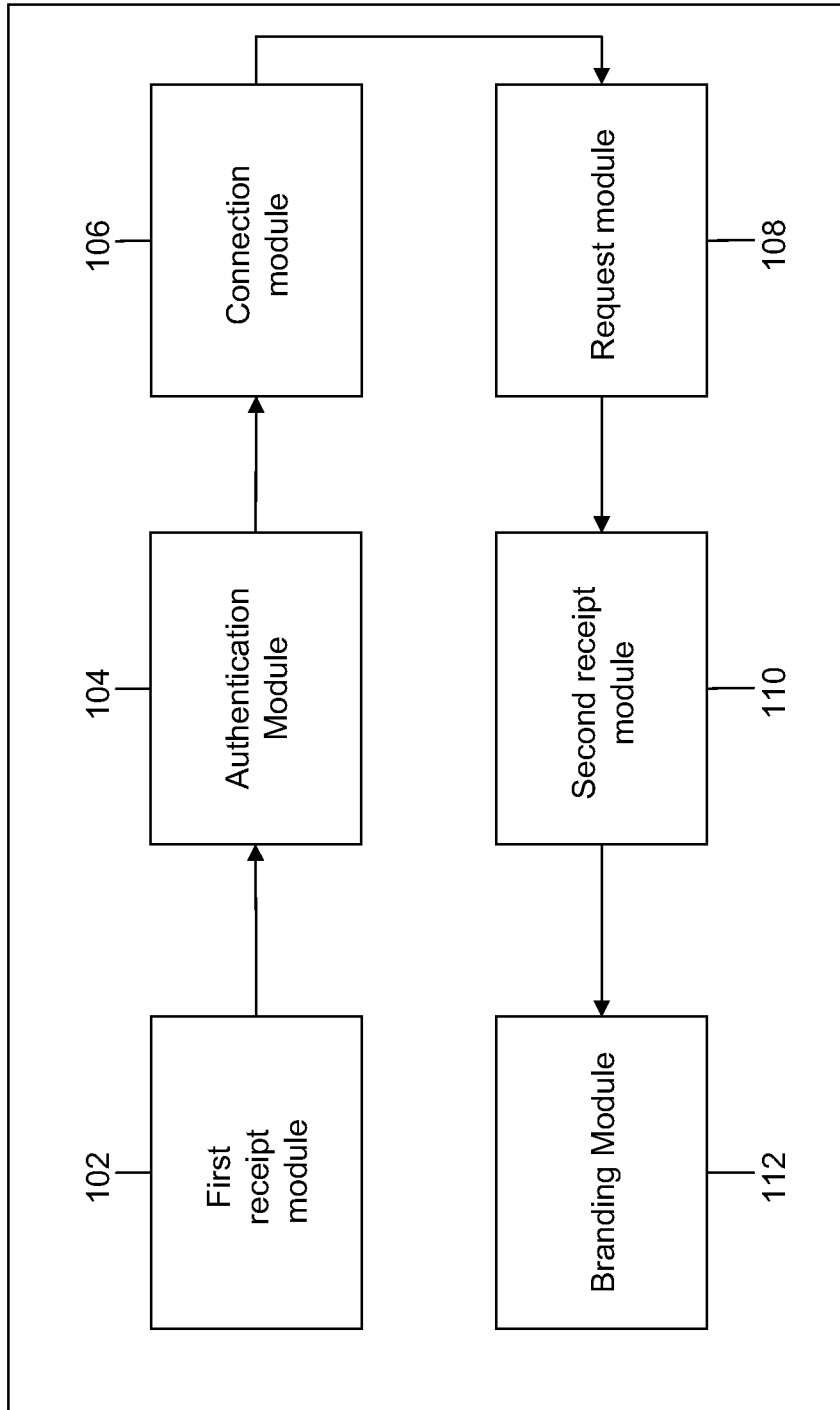 102
First
receipt
module
104
Authentication
Module
106
Connection
module
Request module
108
Second receipt
module
110
Branding Module
112